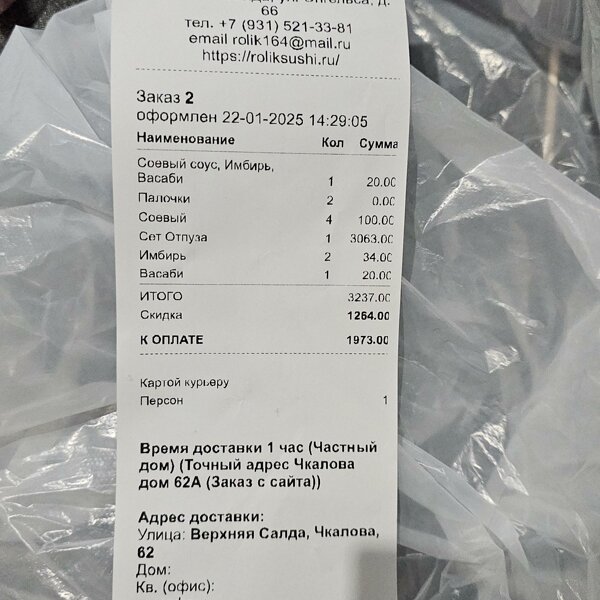 66
тел. +7 (931) 521-33-81
email rolik164@mail.ru
https://roliksushi.ru/
Заказ 2
оформлен 22-01-2025 14:29:05
Наименование Кол Сумма
Соевый соус, Имбирь,
Васаби 1 20.00
Палочки 2 0.00
Соевый 4 100.00
Сет Отпуза 1 3063.00
Имбирь 2 34.00
Васаби 1 20.00
ИТОГО 3237.00
Скидка 1264.00
К ОПЛАТЕ 1973.00
Картой курьеру
Персон 1
Время доставки 1 час (Частный
дом) (Точный адрес Чкалова
дом 62А (Заказ с сайта))
Адрес доставки:
Улица: Верхняя Салда, Чкалова,
62
Дом:
Кв. (офис):